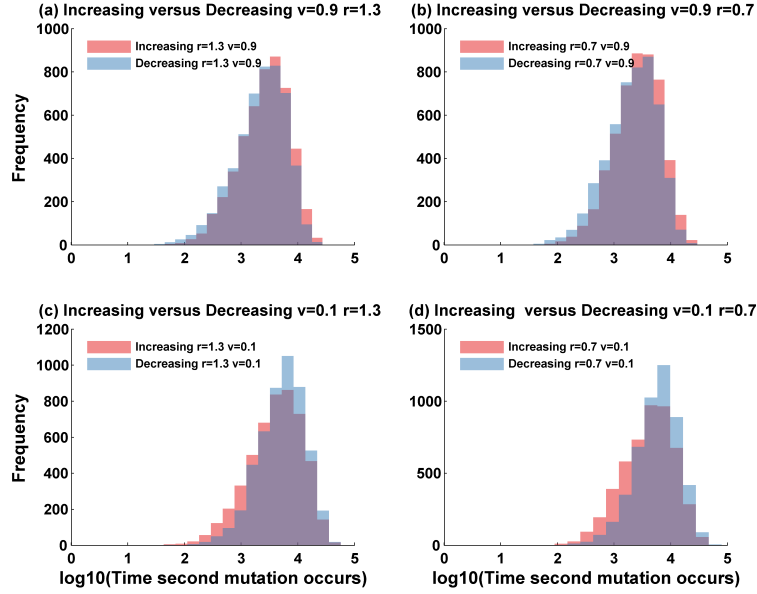 (a) Increasing versus Decreasing v=0.9 r=1.3
Increasing r=1.3 v=0.9
Decreasing r=1.3 v=0.9
Frequency
1000
800
600
400
200
0
0 1 2 3 4 5
(b) Increasing versus Decreasing v=0.9 r=0.7
Increasing r=0.7 v=0.9
Decreasing r=0.7 v=0.9
1000
800
600
400
200
0
0 1 2 3 4 5
(c) Increasing versus Decreasing v=0.1 r=1.3
Increasing r=1.3 v=0.1
Decreasing r=1.3 v=0.1
Frequency
1200
1000
800
600
400
200
0
0 1 2 3 4 5
log10(Time second mutation occurs)
(d) Increasing  versus Decreasing v=0.1 r=0.7
Increasing r=0.7 v=0.1
Decreasing r=0.7 v=0.1
1500
1000
500
0
0 1 2 3 4 5
log10(Time second mutation occurs)